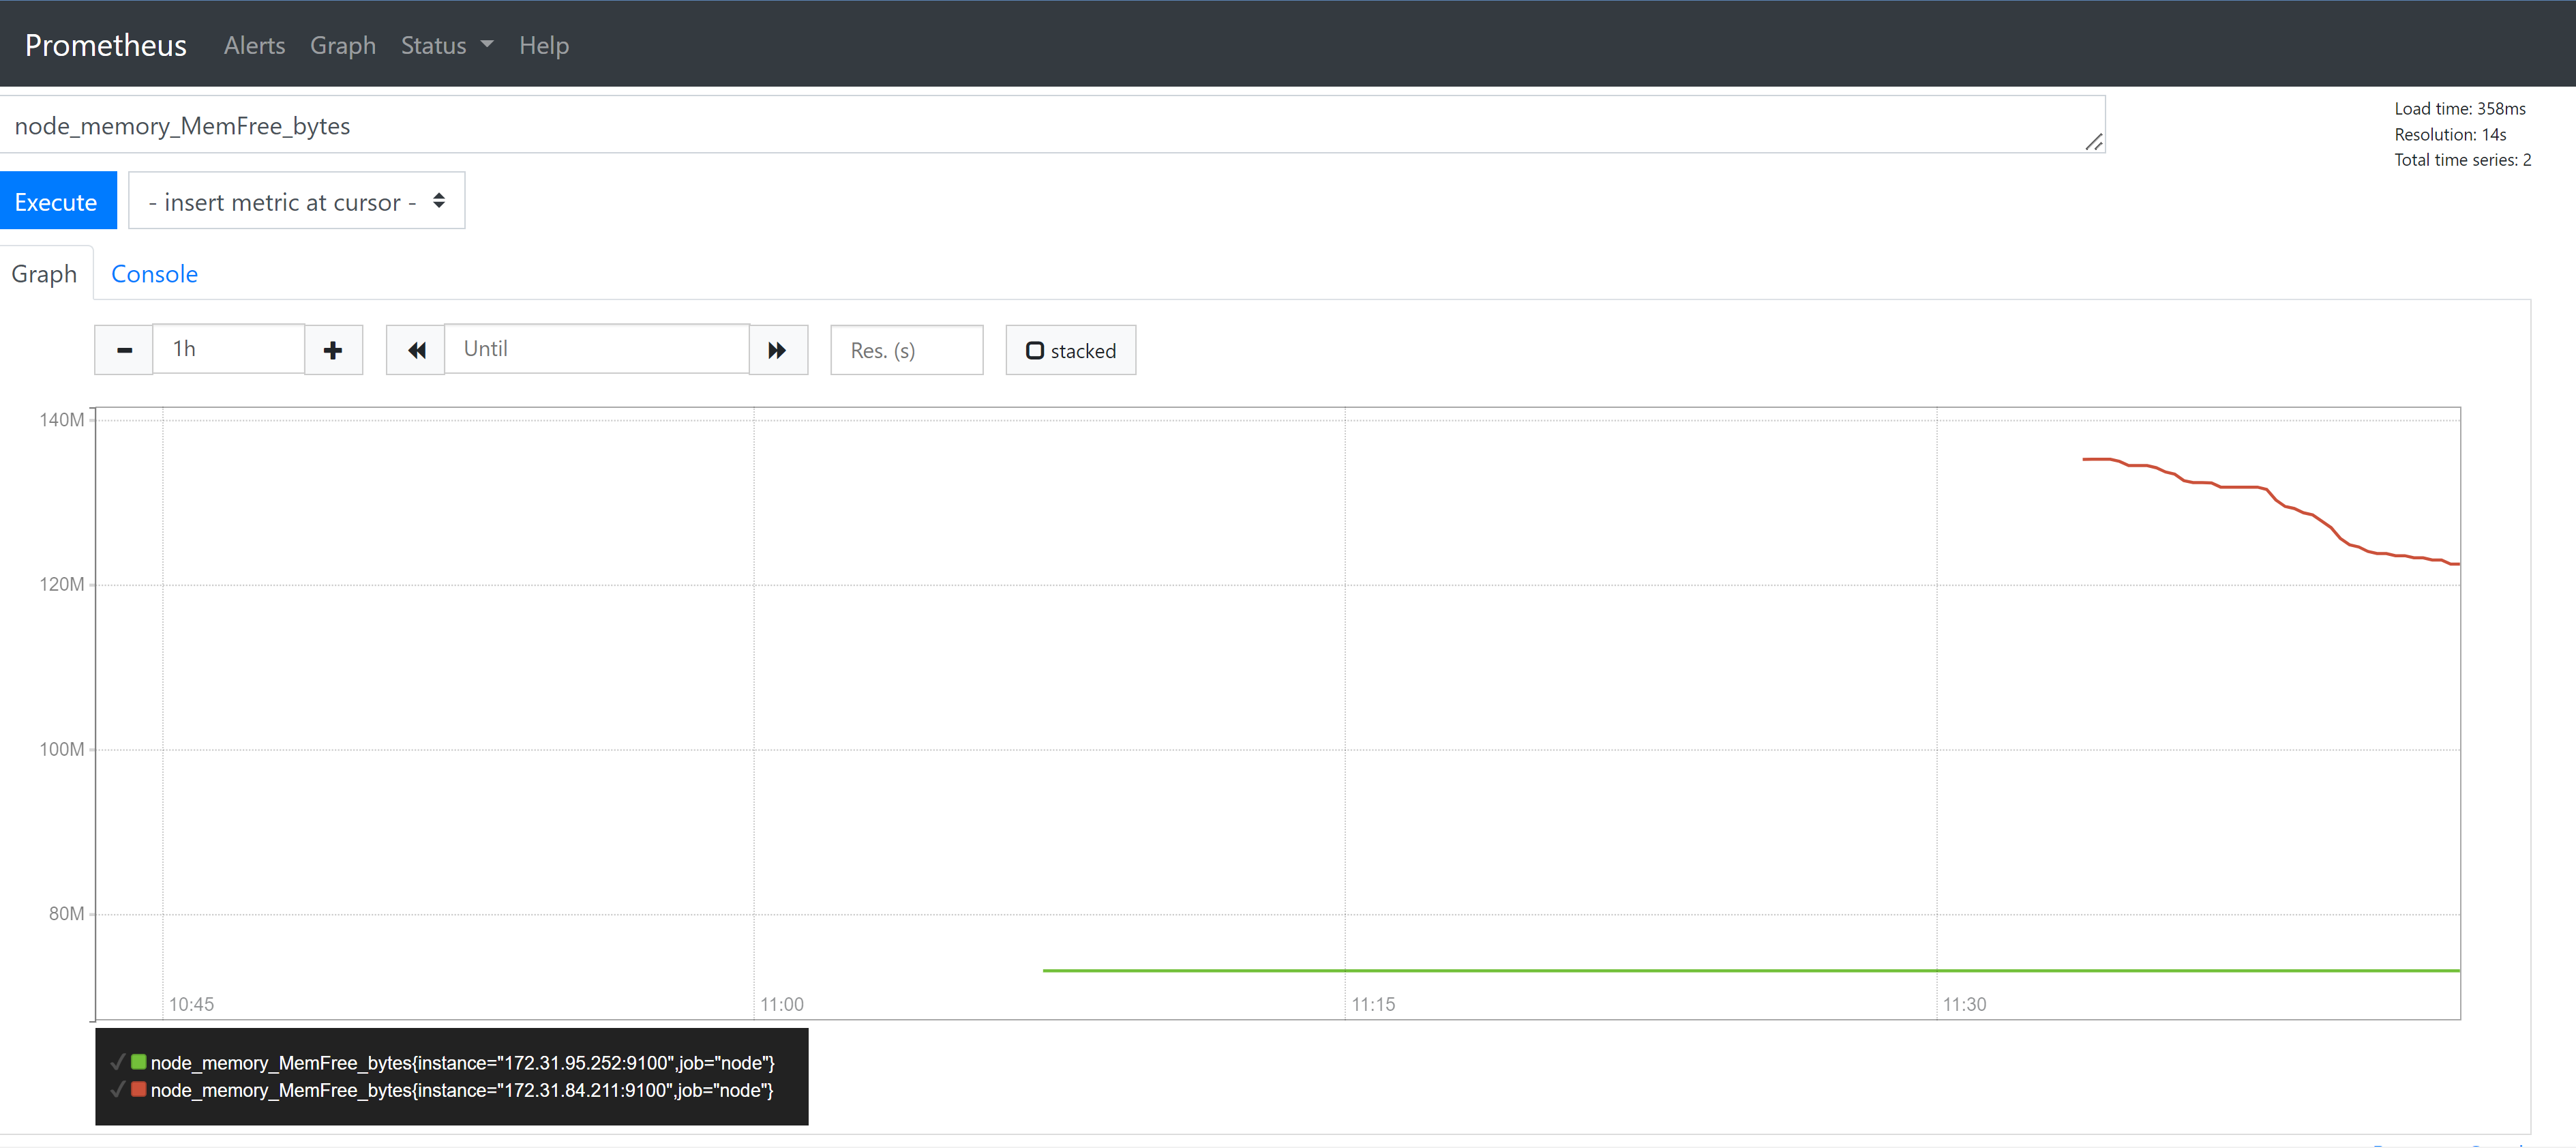 Prometheus Alerts Graph Status Help
node_memory_MemFree_bytes
Load time: 358ms
Resolution: 14s
Total time series: 2
Execute - insert metric at cursor -
Graph Console
1h Until Res. (s) stacked
140M
120M
100M
80M
10:45 11:00 11:15 11:30
node_memory_MemFree_bytes{instance="172.31.95.252:9100",job="node"}
node_memory_MemFree_bytes{instance="172.31.84.211:9100",job="node"}